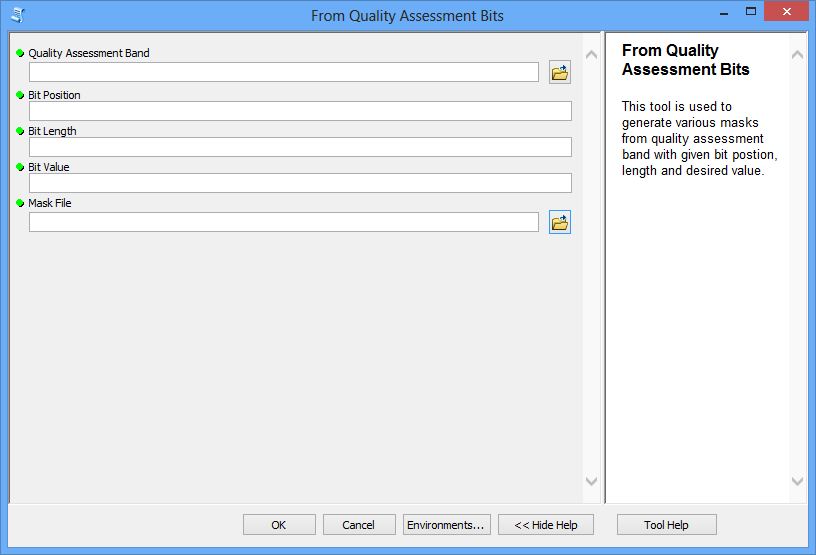 From Quality Assessment Bits
Quality Assessment Band
Bit Position
Bit Length
Bit Value
Mask File
From Quality
Assessment Bits
This tool is used to
generate various masks
from quality assessment
band with given bit postion,
length and desired value.
OK
Cancel
Environments...
<< Hide Help
Tool Help